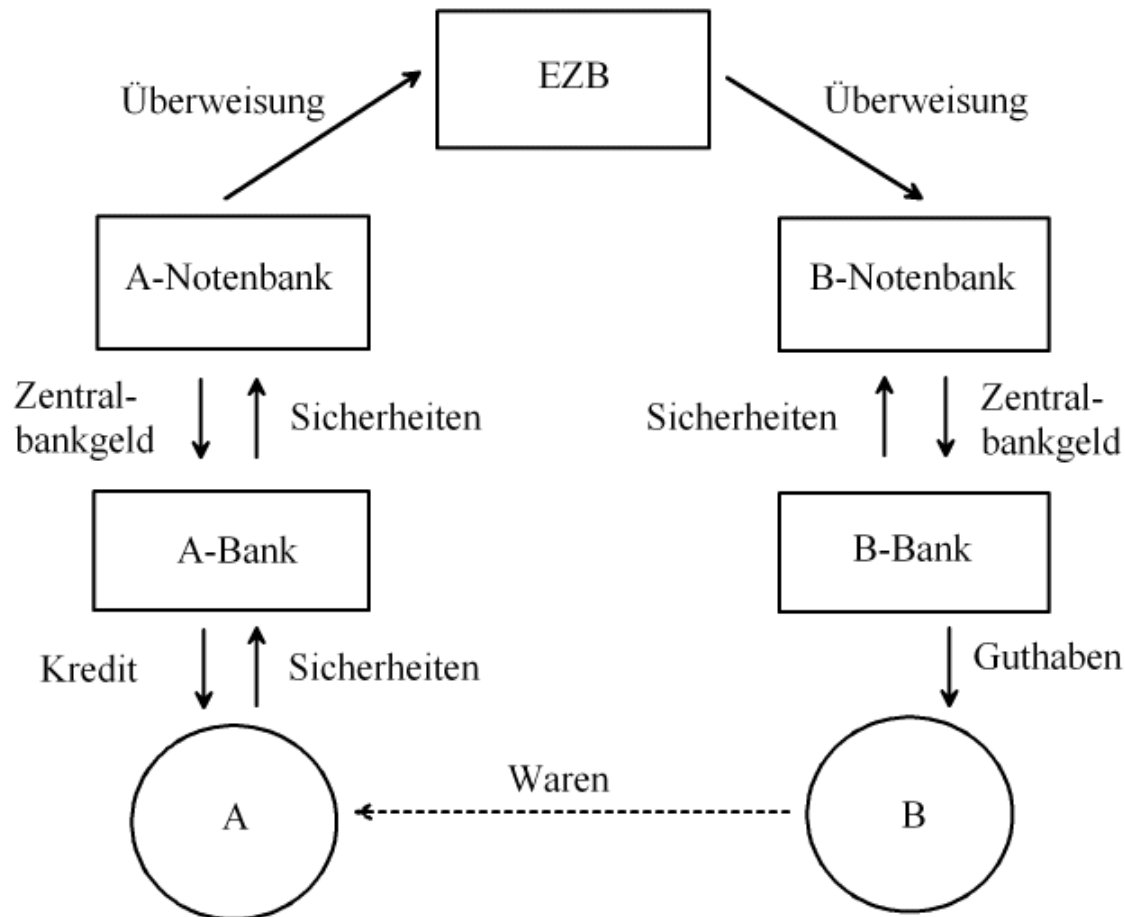 EZB
Überweisung
Überweisung
A-Notenbank
B-Notenbank
Zentral-
bankgeld
Sicherheiten
Sicherheiten
Zentral-
bankgeld
A-Bank
B-Bank
Kredit
Sicherheiten
Guthaben
Waren
A
B